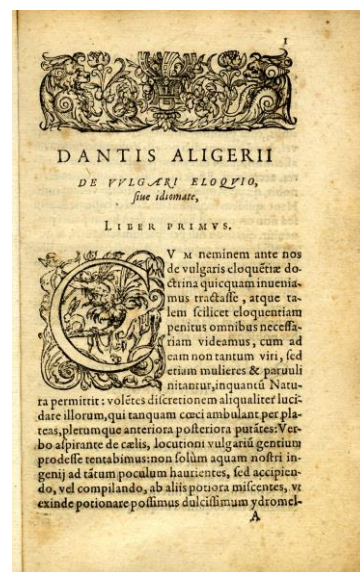 1
DANTIS ALIGERII
DE VVLGARI ELOQVIO,
siue idiomate,
LIBER PRIMVS.
CVM neminem ante nos
de vulgaris eloquẽtiæ do-
ctrina quicquam inuenia-
mus tractasse, atque ta-
lem scilicet eloquentiam
penitus omnibus necessa-
riam videamus, cum ad
eam non tantum viri, sed
etiam mulieres & paruuli
nitantur, inquantũ Natu-
ra permittit: volẽtes discretionem aliqualiter luci-
dare illorum, qui tanquam cæci ambulant per pla-
teas, plerumque anteriora posteriora putãtes: Ver-
bo aspirante de cælis, locutioni vulgariũ gentium
prodesse tentabimus: non solùm aquam nostri in-
genij ad tãtum poculum haurientes, sed accipien-
do, vel compilando, ab aliis potiora miscentes, vt
exinde potionare possimus dulcissimum ydromel-
A